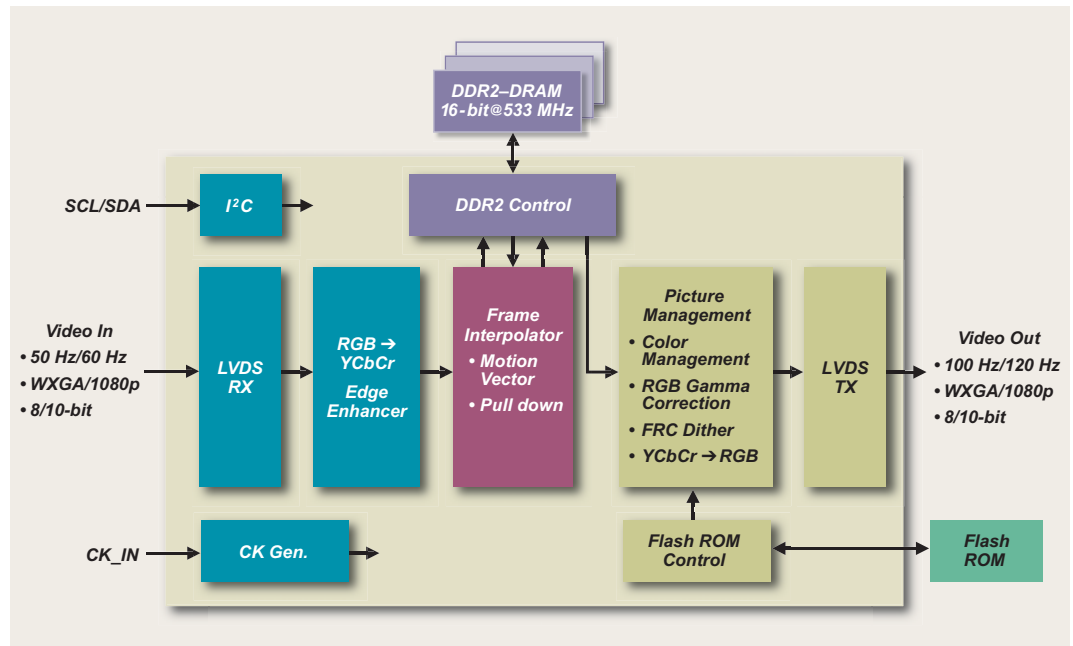 DDR2–DRAM
16-bit@533 MHz
SCL/SDA
I²C
DDR2 Control
Video In
• 50 Hz/60 Hz
• WXGA/1080p
• 8/10-bit
LVDS
RX
RGB ➔
YCbCr
Edge
Enhancer
Frame
Interpolator
• Motion
Vector
• Pull down
Picture
Management
• Color
Management
• RGB Gamma
Correction
• FRC Dither
• YCbCr ➔ RGB
LVDS
TX
Video Out
• 100 Hz/120 Hz
• WXGA/1080p
• 8/10-bit
CK_IN
CK Gen.
Flash ROM
Control
Flash
ROM